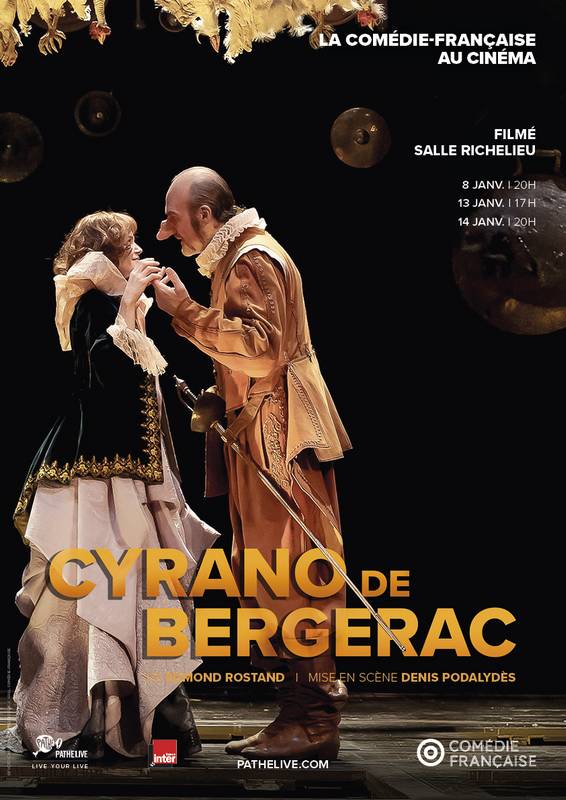 LA COMÉDIE-FRANÇAISE
AU CINÉMA
FILMÉ
SALLE RICHELIEU
8 JANV. | 20H
13 JANV. | 17H
14 JANV. | 20H
CYRANO DE
BERGERAC
EDMOND ROSTAND | MISE EN SCÈNE DENIS PODALYDÈS
PATHÉ PATHELIVE
LIVE YOUR LIVE
inter
PATHELIVE.COM
COMÉDIE
FRANÇAISE